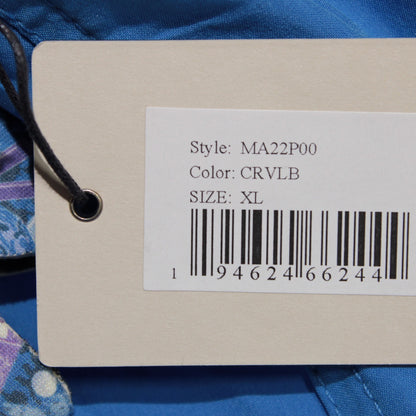 Style: MA22P00
Color: CRVLB
SIZE: XL
1 94624 66244